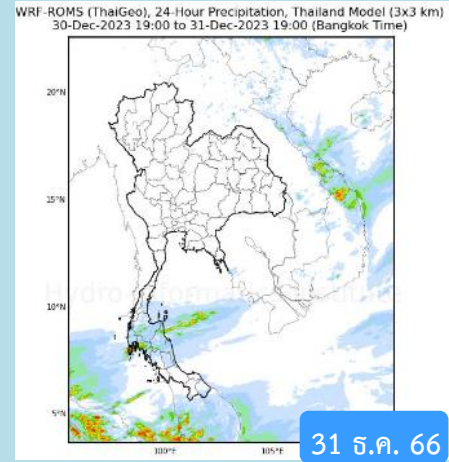 WRF-ROMS (ThaiGeo), 24-Hour Precipitation, Thailand Model (3x3 km)
30-Dec-2023 19:00 to 31-Dec-2023 19:00 (Bangkok Time)
20°N
15°N
10°N
5°N
100°E
105°E
31 ธ.ค. 66